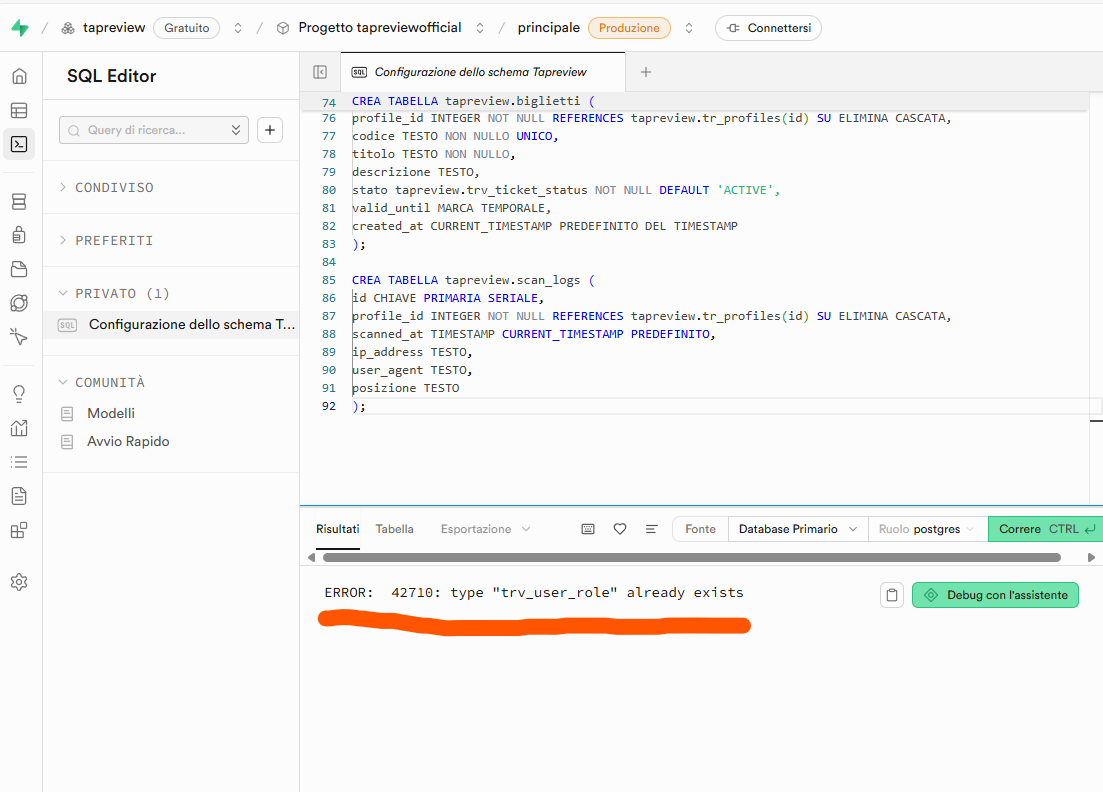 / tapreview Gratuito / Progetto tapreviewofficial / principale Produzione Connettersi
SQL Editor
Query di ricerca...
CONDIVISO
PREFERITI
PRIVATO (1)
SQL Configurazione dello schema T...
COMUNITÀ
Modelli
Avvio Rapido
SQL Configurazione dello schema Tapreview
74 CREA TABELLA tapreview.biglietti (
76 profile_id INTEGER NOT NULL REFERENCES tapreview.tr_profiles(id) SU ELIMINA CASCATA,
77 codice TESTO NON NULLO UNICO,
78 titolo TESTO NON NULLO,
79 descrizione TESTO,
80 stato tapreview.trv_ticket_status NOT NULL DEFAULT 'ACTIVE',
81 valid_until MARCA TEMPORALE,
82 created_at CURRENT_TIMESTAMP PREDEFINITO DEL TIMESTAMP
83 );
84
85 CREA TABELLA tapreview.scan_logs (
86 id CHIAVE PRIMARIA SERIALE,
87 profile_id INTEGER NOT NULL REFERENCES tapreview.tr_profiles(id) SU ELIMINA CASCATA,
88 scanned_at TIMESTAMP CURRENT_TIMESTAMP PREDEFINITO,
89 ip_address TESTO,
90 user_agent TESTO,
91 posizione TESTO
92 );
Risultati Tabella Esportazione Fonte Database Primario Ruolo postgres Correre CTRL
ERROR: 42710: type "trv_user_role" already exists
Debug con l'assistente